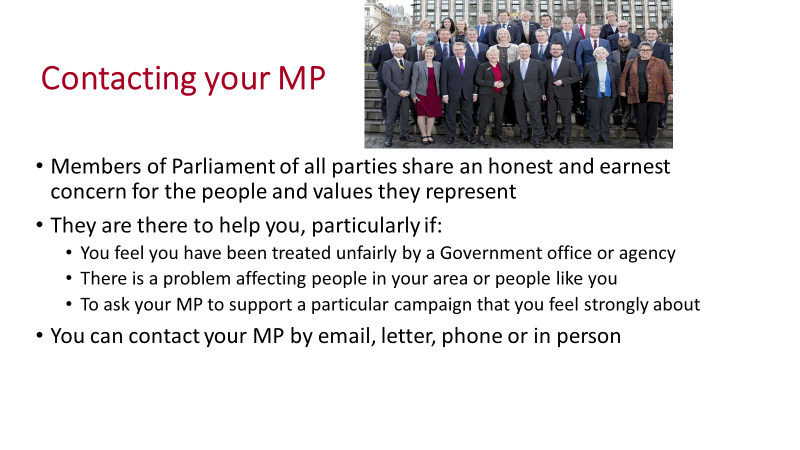 Contacting your MP
• Members of Parliament of all parties share an honest and earnest
concern for the people and values they represent
• They are there to help you, particularly if:
• You feel you have been treated unfairly by a Government office or agency
• There is a problem affecting people in your area or people like you
• To ask your MP to support a particular campaign that you feel strongly about
• You can contact your MP by email, letter, phone or in person